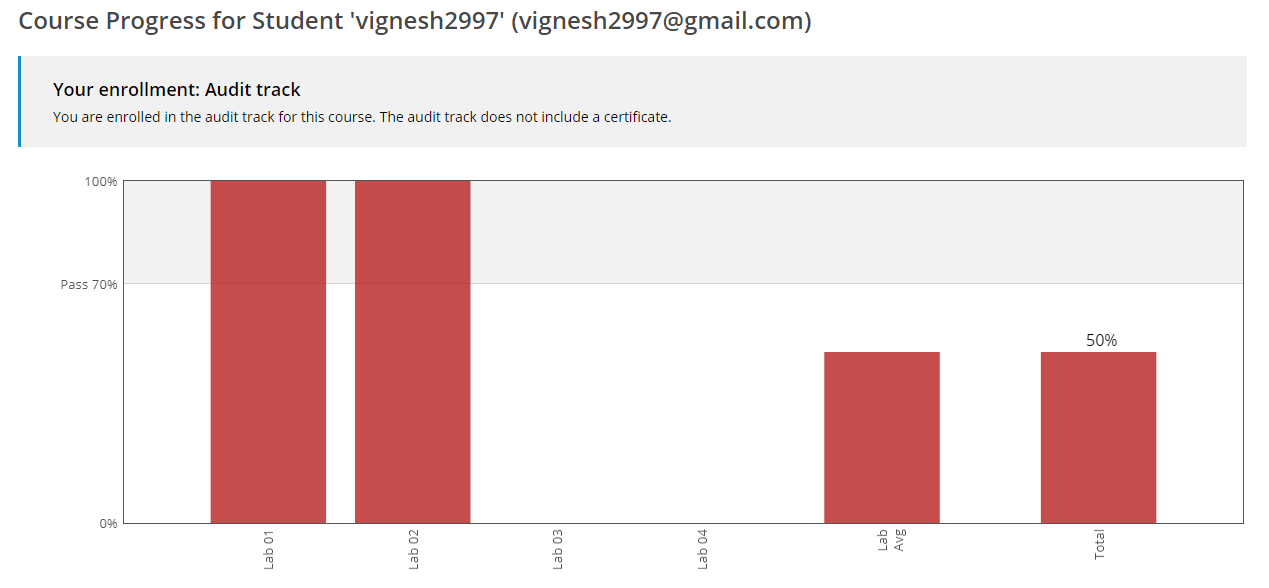 Course Progress for Student 'vignesh2997' (vignesh2997@gmail.com)
Your enrollment: Audit track
You are enrolled in the audit track for this course. The audit track does not include a certificate.
100%
Pass 70%
50%
0%
Lab 01
Lab 02
Lab 03
Lab 04
Lab
Avg
Total